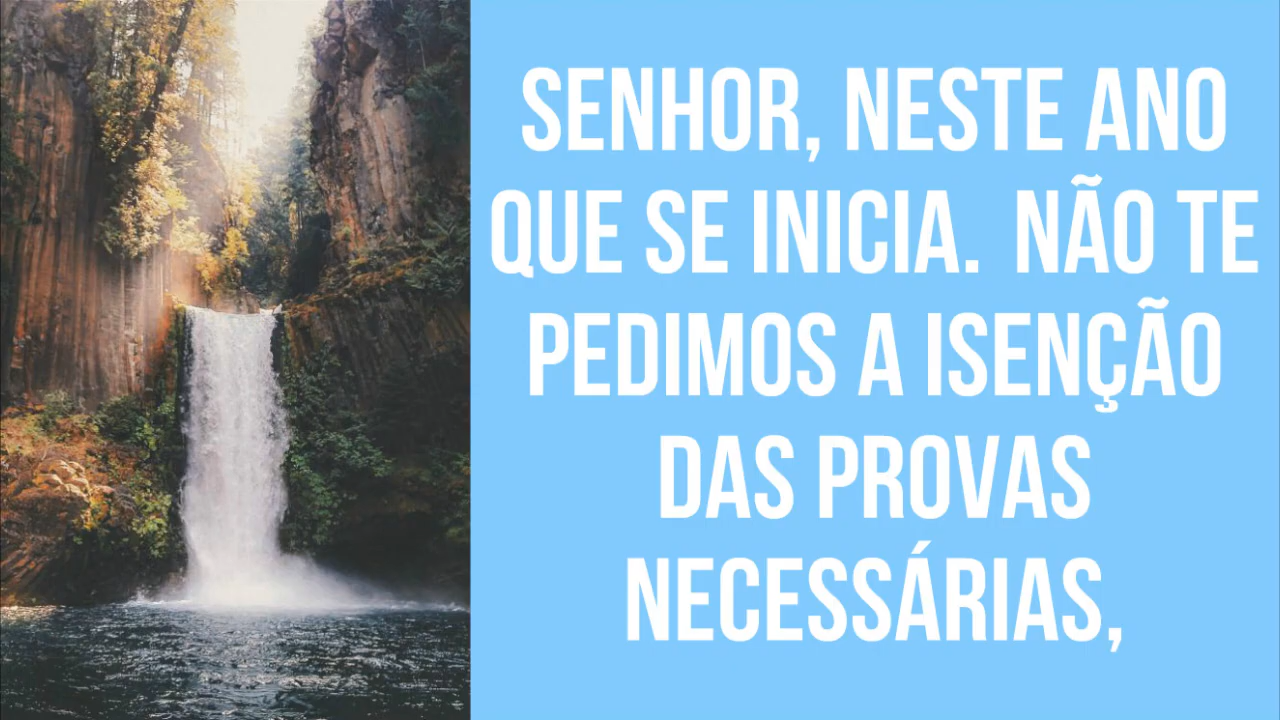 SENHOR, NESTE ANO
QUE SE INICIA. NÃO TE
PEDIMOS A ISENÇÃO
DAS PROVAS
NECESSÁRIAS,